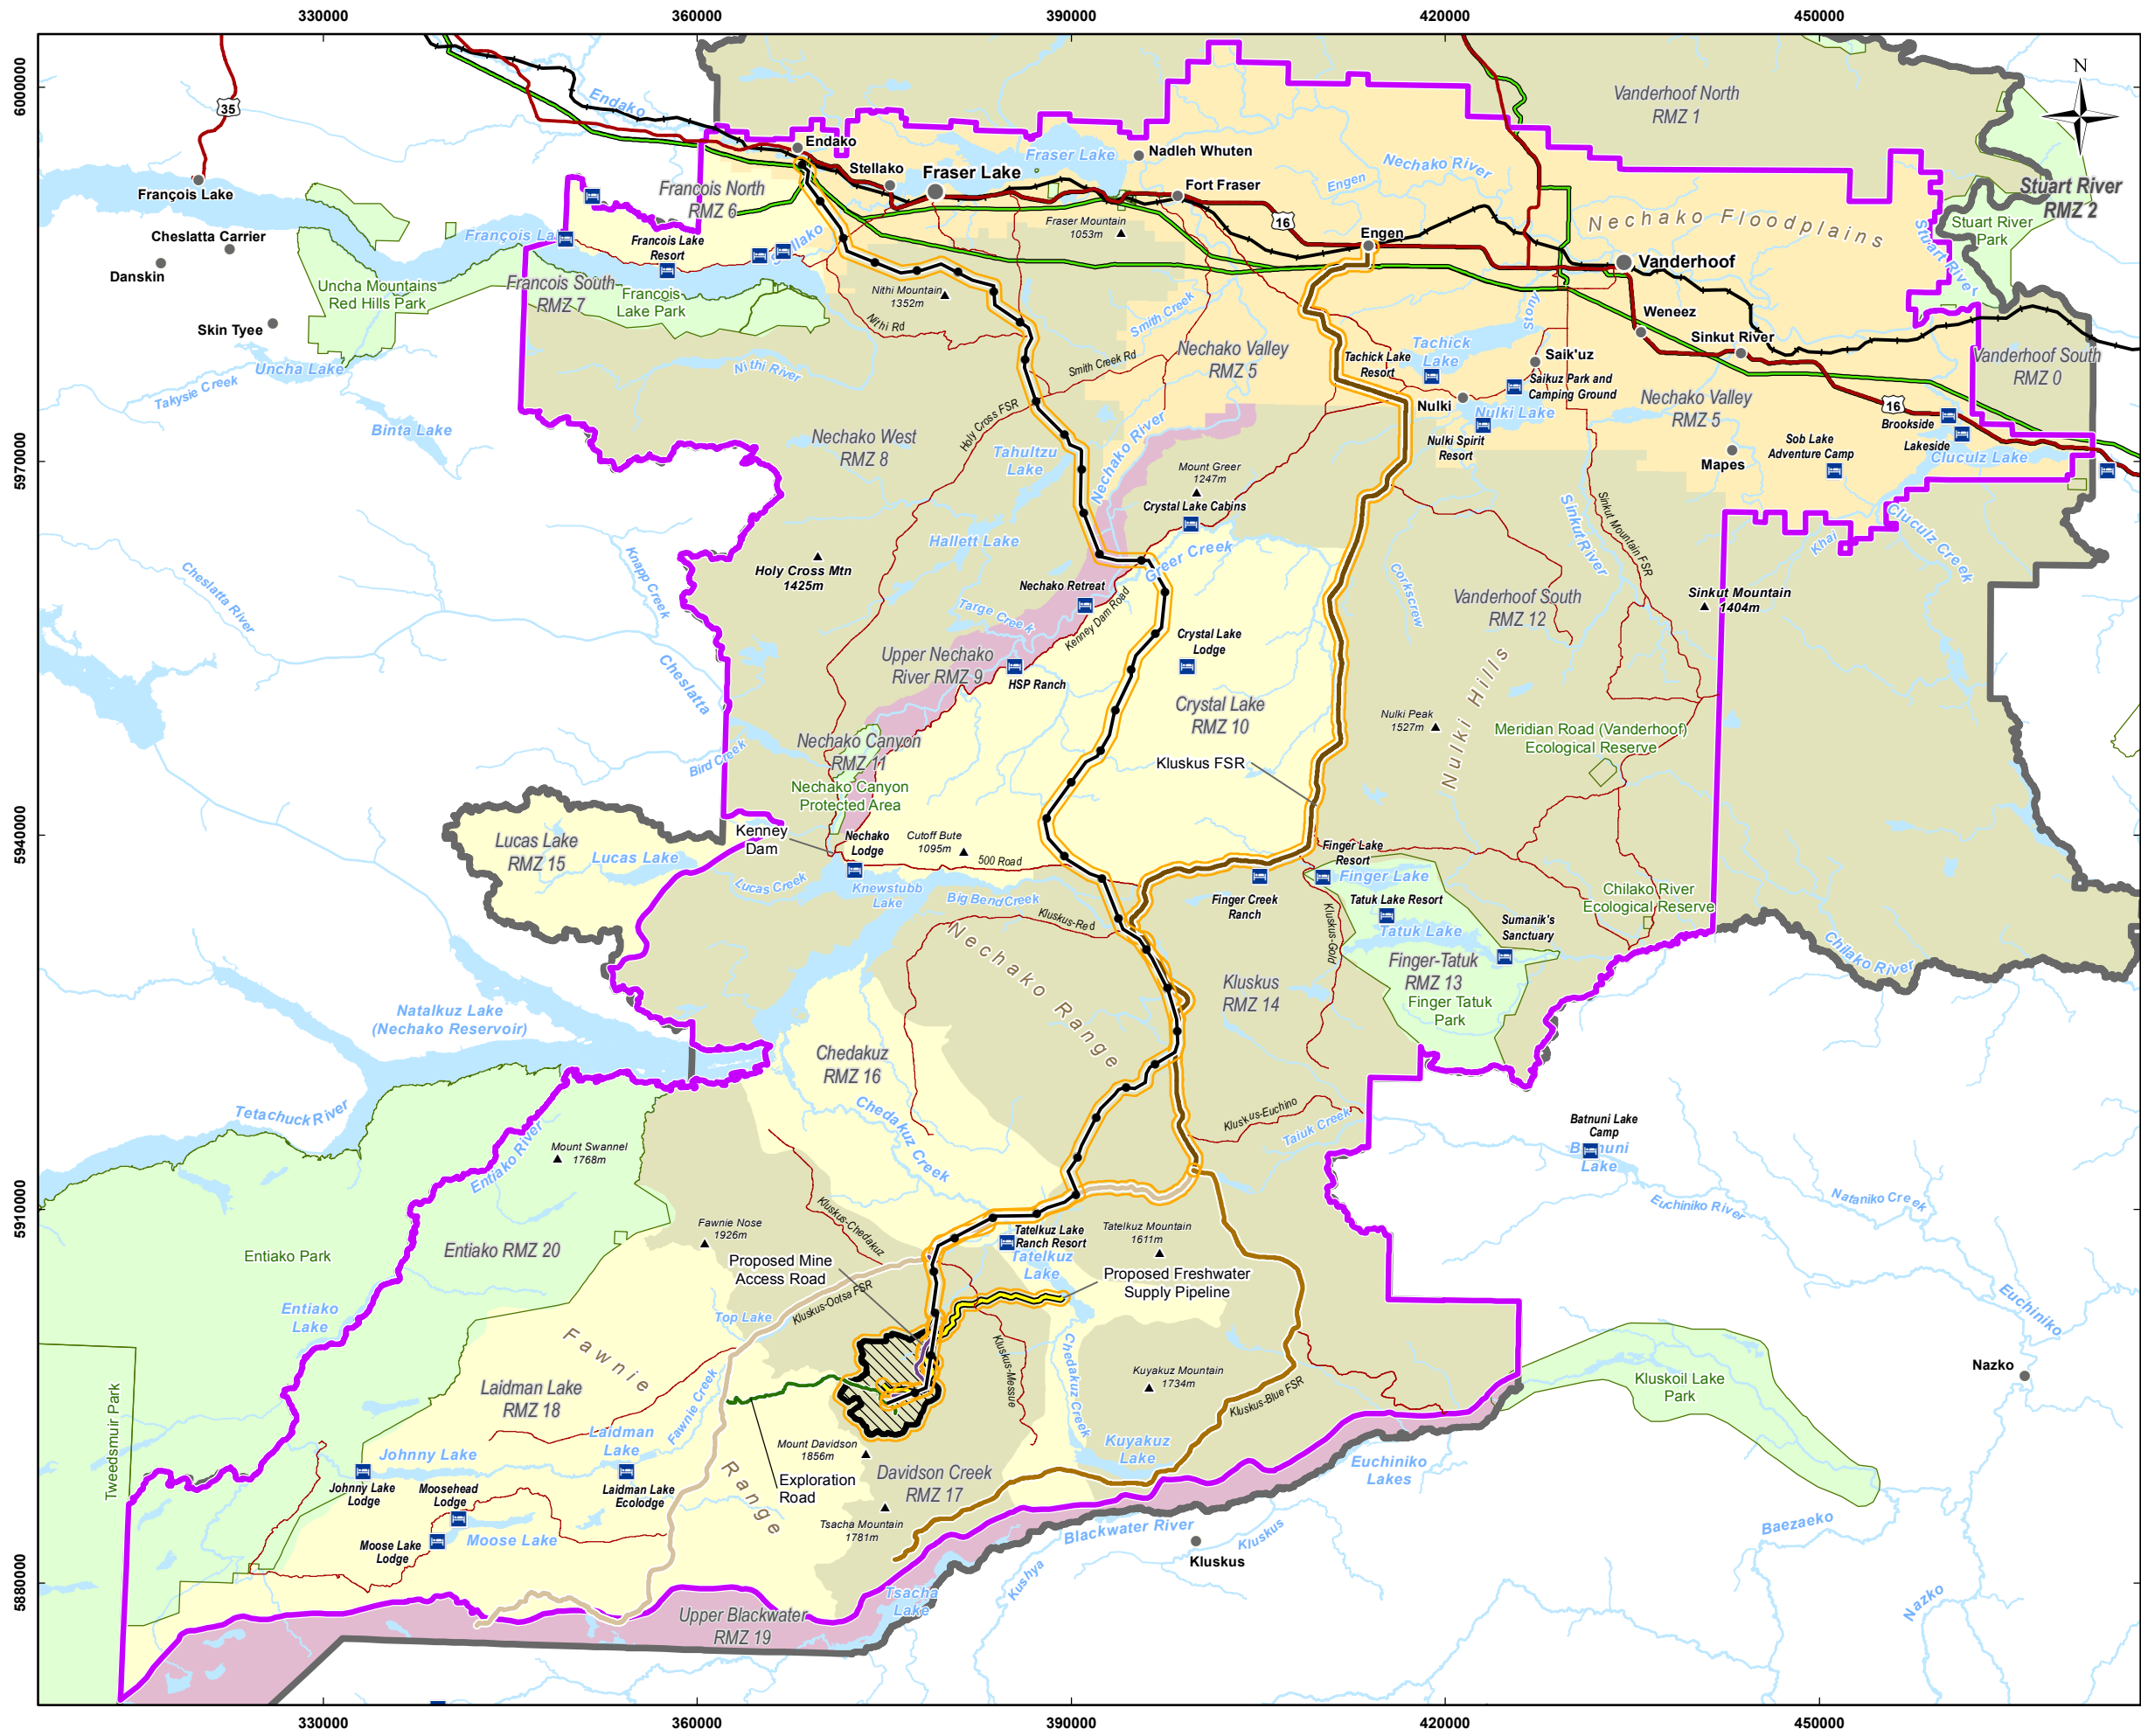 330000
360000
390000
420000
450000
6000000
5970000
5940000
5910000
5880000
N
35
François Lake
Cheslatta Carrier
Danskin
Skin Tyee
Uncha Lake
Takysie Creek
Binta Lake
Uncha Mountains
Red Hills Park
Endako
Endako
Stellako
Fraser Lake
Fraser Lake
Nadleh Whuten
Fort Fraser
Engen
Nechako River
16
Engen
Vanderhoof North
RMZ 1
Stuart River
RMZ 2
Stuart River
Park
Stuart River
Nechako Floodplains
Vanderhoof
Weneez
Sinkut River
Vanderhoof South
RMZ 0
Francois North
RMZ 6
François La
Francois Lake
Resort
Stellako
Francois South
RMZ 7
Francois
Lake Park
Fraser Mountain
1053m
Nithi Mountain
1352m
Nithi Rd
Nithi River
Smith Creek
Smith Creek Rd
Nechako Valley
RMZ 5
Tachick
Lake
Tachick Lake
Resort
Stony
Saik'uz
Saikuz Park and
Camping Ground
Nulki
Nulki Lake
Nulki Spirit
Resort
Nechako Valley
RMZ 5
16
Brookside
Lakeside
Cluculz Lake
Sob Lake
Adventure Camp
Mapes
Nechako West
RMZ 8
Holy Cross FSR
Tahultzu
Lake
Nechako River
Mount Greer
1247m
Crystal Lake Cabins
Hallett Lake
Greer Creek
Holy Cross Mtn
1425m
Nechako Retreat
Targe Creek
Kenney Dam Road
Crystal Lake
Lodge
Corkscrew
Sinkut River
Sinkut Mountain FSR
Vanderhoof South
RMZ 12
Sinkut Mountain
1404m
Khai
Cluculz Creek
Knapp Creek
Cheslatta River
Cheslatta
Upper Nechako
River RMZ 9
HSP Ranch
Crystal Lake
RMZ 10
Nulki Hills
Nulki Peak
1527m
Meridian Road (Vanderhoof)
Ecological Reserve
Bird Creek
Nechako Canyon
RMZ 11
Nechako Canyon
Protected Area
Kluskus FSR
Kenney
Dam
Nechako
Lodge
Cutoff Bute
1095m
500 Road
Lucas Lake
RMZ 15
Lucas Lake
Lucas Creek
Knewstubb
Lake
Big Bend Creek
Kluskus-Red
Finger Creek
Ranch
Finger Lake
Resort
Finger Lake
Tatuk Lake Resort
Tatuk Lake
Sumanik's
Sanctuary
Chilako River
Ecological Reserve
Chilako River
Kluskus-Gold
Finger-Tatuk
RMZ 13
Finger Tatuk
Park
Nechako Range
Kluskus
RMZ 14
Natalkuz Lake
(Nechako Reservoir)
Chedakuz
RMZ 16
Chedakuz Creek
Tetachuck River
Entiako River
Mount Swannel
1768m
Kluskus-Euchino
Taiuk Creek
Batnuni Lake
Camp
Lake
Euchiniko River
Nataniko Creek
Euchiniko
Entiako Park
Entiako RMZ 20
Fawnie Nose
1926m
Kluskus-Chedakuz
Proposed Mine
Access Road
Tatelkuz Lake
Ranch Resort
Tatelkuz
Lake
Tatelkuz Mountain
1611m
Proposed Freshwater
Supply Pipeline
Entiako
Lake
Top Lake
Kluskus-Ootsa FSR
Fawnie
Range
Kluskus-Messue
Chedakuz Creek
Kuyakuz Mountain
1734m
Kluskus-Blue FSR
Nazko
Kluskoil Lake
Park
Tweedsmuir Park
Laidman Lake
RMZ 18
Fawnie Creek
Laidman
Lake
Johnny Lake
Johnny Lake
Lodge
Moosehead
Lodge
Laidman Lake
Ecolodge
Moose Lake
Lodge
Moose Lake
Mount Davidson
1856m
Exploration
Road
Davidson Creek
RMZ 17
Tsacha Mountain
1781m
Kuyakuz
Lake
Euchiniko
Lakes
Blackwater River
Kluskus
Kluskus
Kushya
Tsacha
Lake
Baezaeko
Nazko
Upper Blackwater
RMZ 19
330000
360000
390000
420000
450000